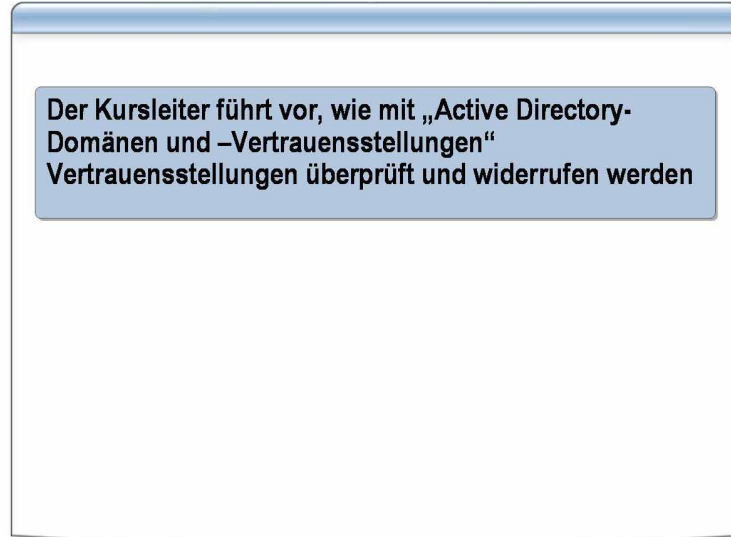 Der Kursleiter führt vor, wie mit „Active Directory-
Domänen und –Vertrauensstellungen“
Vertrauensstellungen überprüft und widerrufen werden